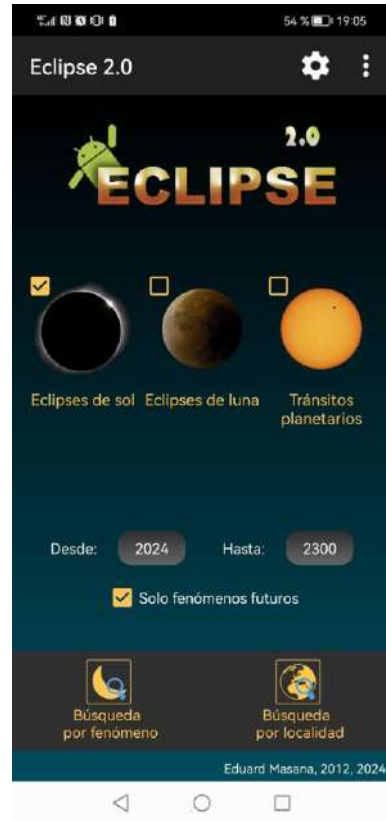 54 % 19:05
Eclipse 2.0
2.0
ECLIPSE
Eclipses de sol Eclipses de luna Tránsitos
planetarios
Desde: 2024 Hasta: 2300
Solo fenómenos futuros
Búsqueda Búsqueda
por fenómeno por localidad
Eduard Masana, 2012, 2024